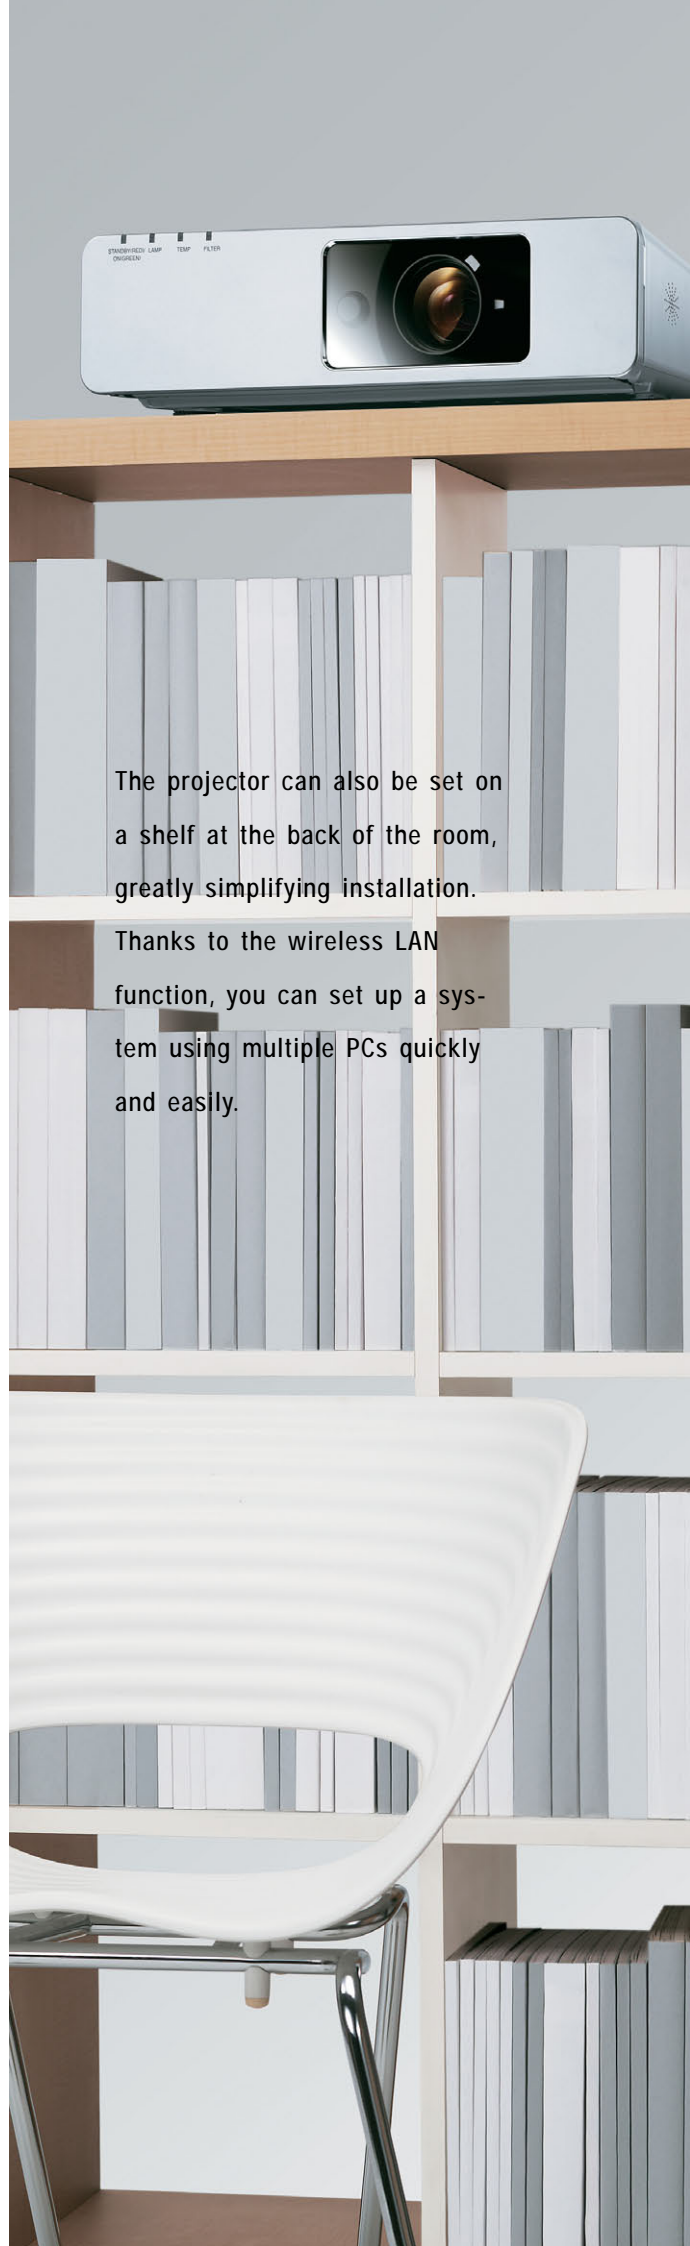 STANDBY(RED)/ LAMP TEMP FILTER
ON(GREEN)
The projector can also be set on
a shelf at the back of the room,
greatly simplifying installation.
Thanks to the wireless LAN
function, you can set up a sys-
tem using multiple PCs quickly
and easily.